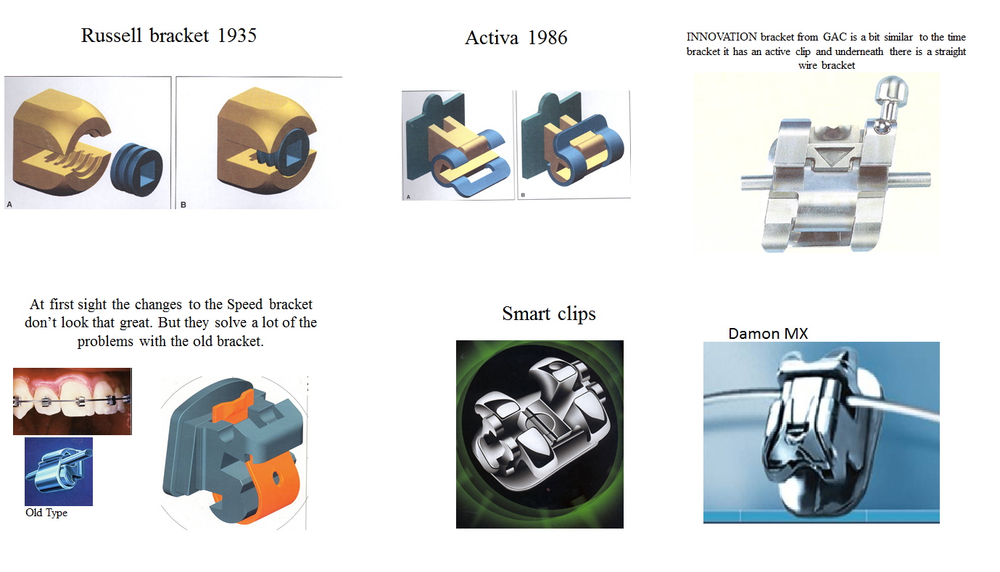 Russell bracket 1935
A
B
Activa 1986
A
B
INNOVATION bracket from GAC is a bit similar to the time
bracket it has an active clip and underneath there is a straight
wire bracket
At first sight the changes to the Speed bracket
don’t look that great. But they solve a lot of the
problems with the old bracket.
Old Type
Smart clips
Damon MX